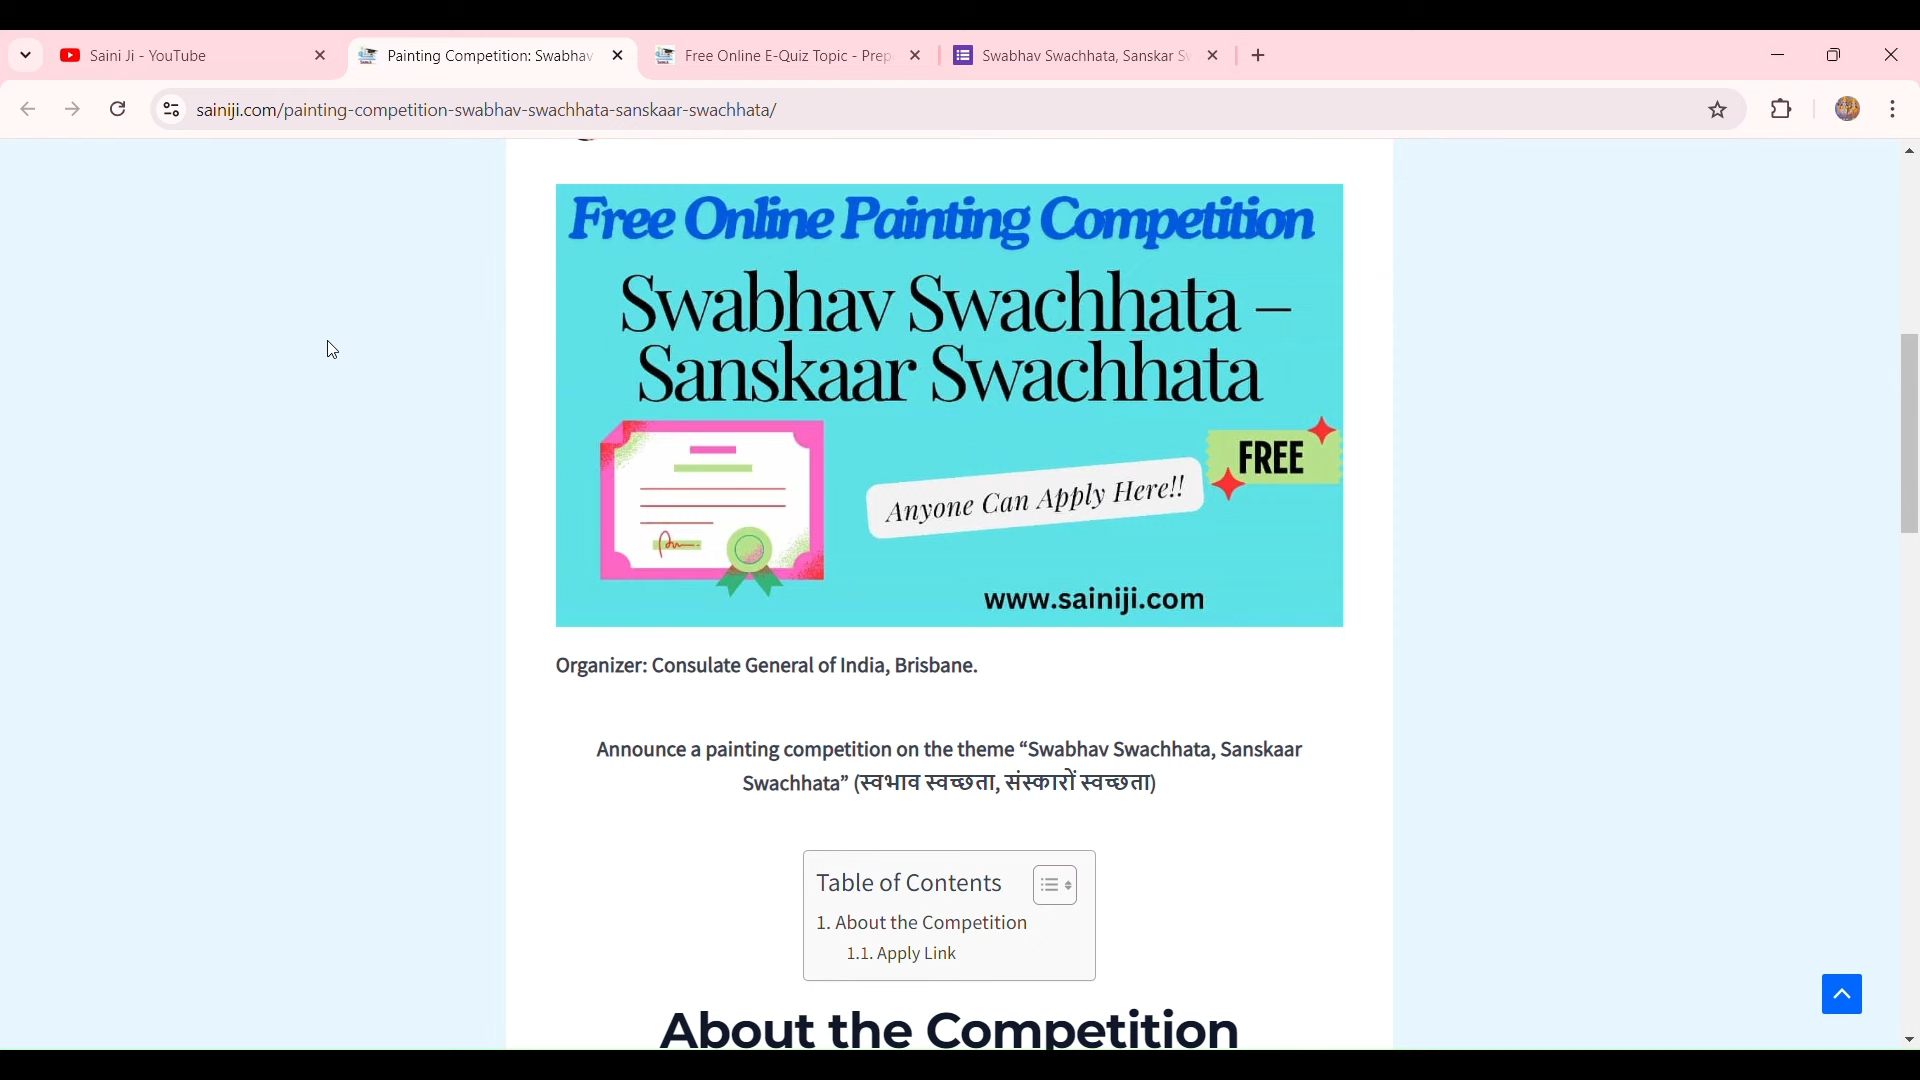 Saini Ji - YouTube
Painting Competition: Swabhav
Free Online E-Quiz Topic - Prep
Swabhav Swachhata, Sanskar Sw
sainiji.com/painting-competition-swabhav-swachhata-sanskaar-swachhata/
Free Online Painting Competition
Swabhav Swachhata –
Sanskaar Swachhata
FREE
Anyone Can Apply Here!!
www.sainiji.com
Organizer: Consulate General of India, Brisbane.
Announce a painting competition on the theme “Swabhav Swachhata, Sanskaar
Swachhata” (स्वभाव स्वच्छता, संस्कारों स्वच्छता)
Table of Contents
1. About the Competition
1.1. Apply Link
About the Competition